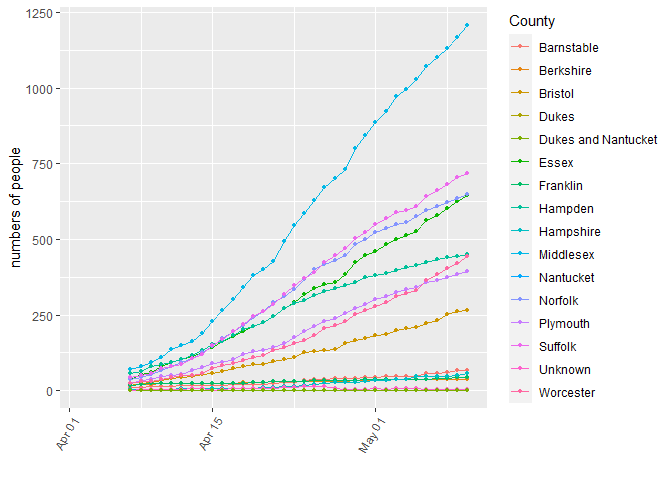 County
Barnstable
Berkshire
Bristol
Dukes
Dukes and Nantucket
Essex
Franklin
Hampden
Hampshire
Middlesex
Nantucket
Norfolk
Plymouth
Suffolk
Unknown
Worcester
numbers of people
1250
1000
750
500
250
0
Apr 01
Apr 15
May 01